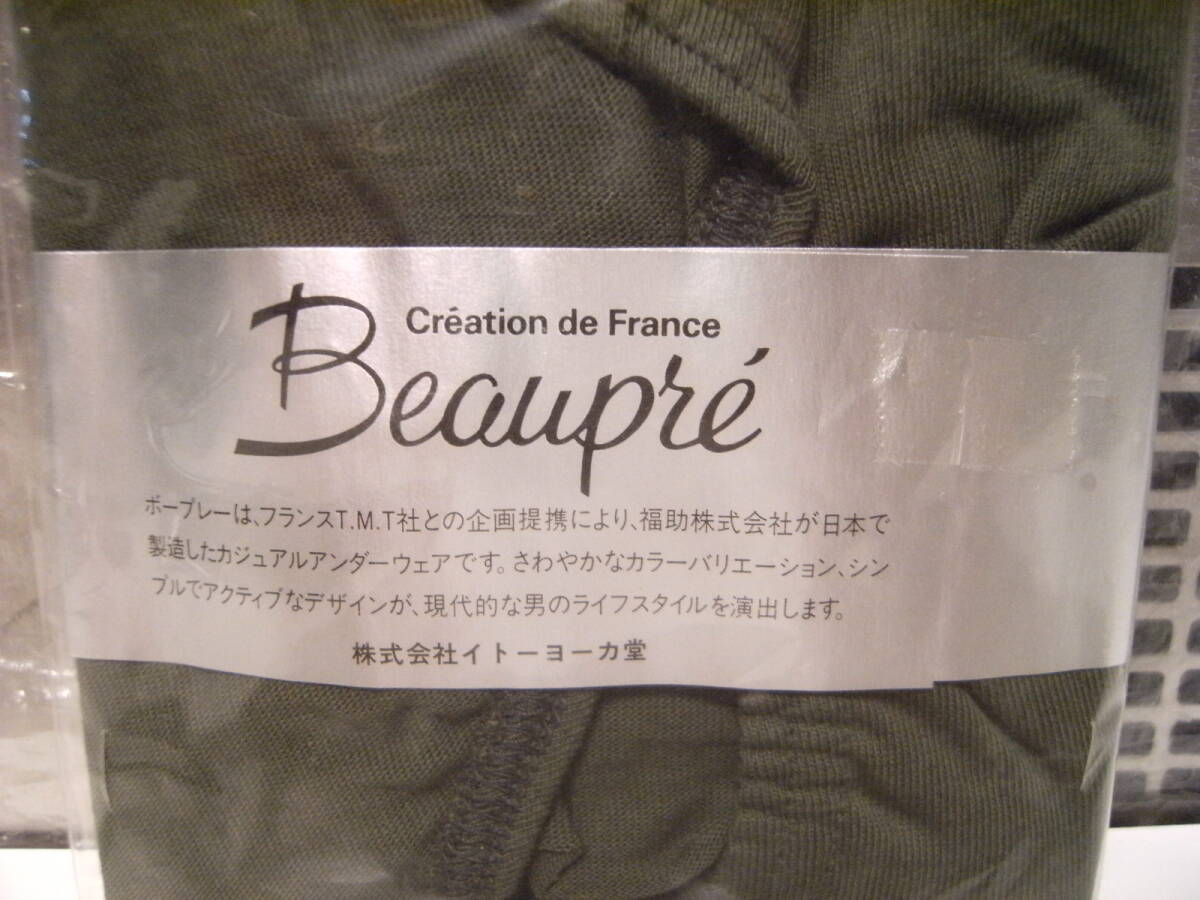 Création de France
Beaupré
ボープレーは、フランスT.M.T社との企画提携により、福助株式会社が日本で
製造したカジュアルアンダーウェアです。さわやかなカラーバリエーション、シン
プルでアクティブなデザインが、現代的な男のライフスタイルを演出します。
株式会社イトーヨーカ堂